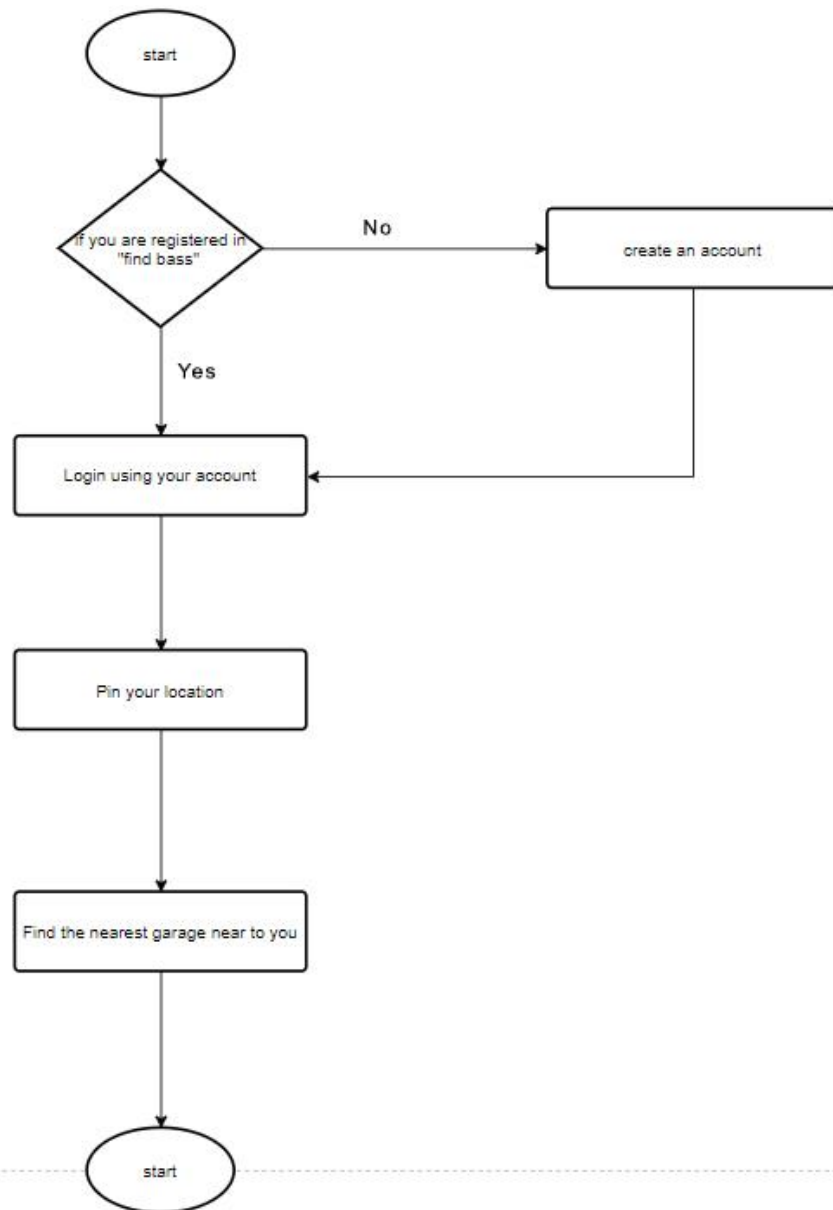 start
If you are registered in
"find bass"
No
create an account
Yes
Login using your account
Pin your location
Find the nearest garage near to you
start